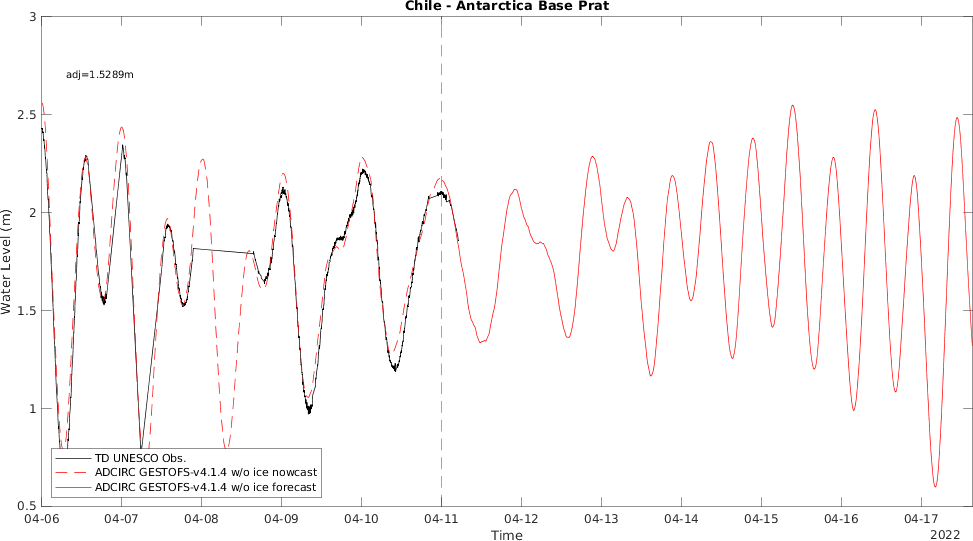 Chile - Antarctica Base Prat
adj=1.5289m
Water Level (m)
3
2.5
2
1.5
1
0.5
TD UNESCO Obs.
ADCIRC GESTOFS-v4.1.4 w/o ice nowcast
ADCIRC GESTOFS-v4.1.4 w/o ice forecast
04-06 04-07 04-08 04-09 04-10 04-11 04-12 04-13 04-14 04-15 04-16 04-17
Time
2022